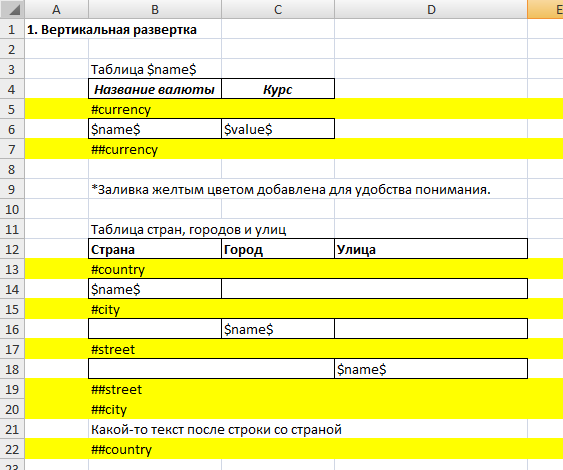 A B C D E
1 1. Вертикальная развертка
2
3 Таблица $name$
4 Название валюты Курс
5 #currency
6 $name$ $value$
7 ##currency
8
9 *Заливка желтым цветом добавлена для удобства понимания.
10
11 Таблица стран, городов и улиц
12 Страна Город Улица
13 #country
14 $name$
15 #city
16 $name$
17 #street
18 $name$
19 ##street
20 ##city
21 Какой-то текст после строки со страной
22 ##country
23